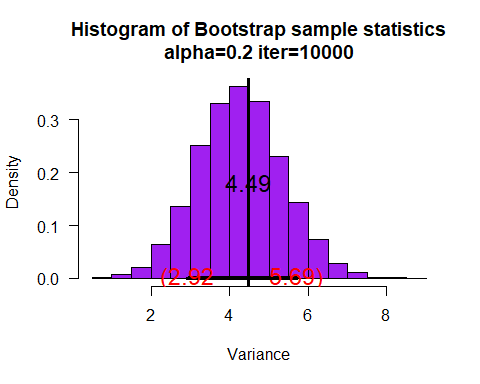 Histogram of Bootstrap sample statistics
alpha=0.2 iter=10000
Density
0.3
0.2
0.1
0.0
4.49
(2.92
5.69)
2 4 6 8
Variance